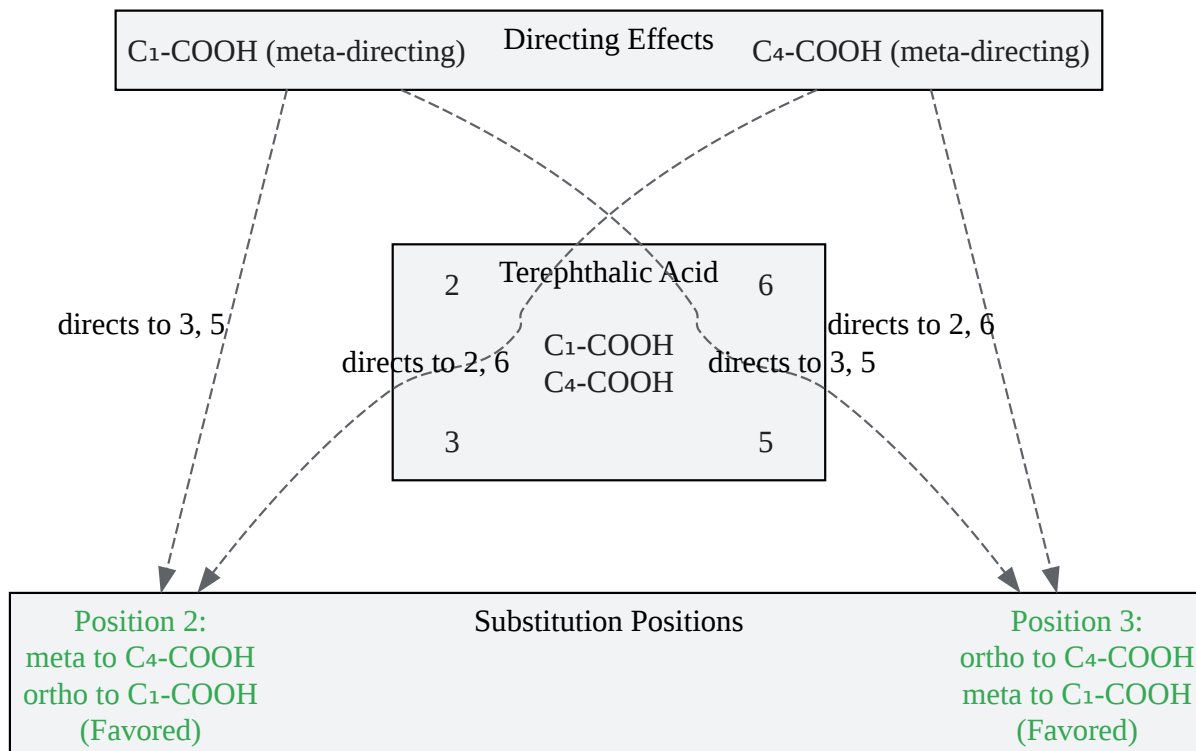 Directing Effects
C₁-COOH (meta-directing)
C₄-COOH (meta-directing)
Terephthalic Acid
2
6
directs to 3, 5
directs to 2, 6
C₁-COOH
C₄-COOH
directs to 2, 6
directs to 3, 5
3
5
Substitution Positions
Position 2:
meta to C₄-COOH
ortho to C₁-COOH
(Favored)
Position 3:
ortho to C₄-COOH
meta to C₁-COOH
(Favored)